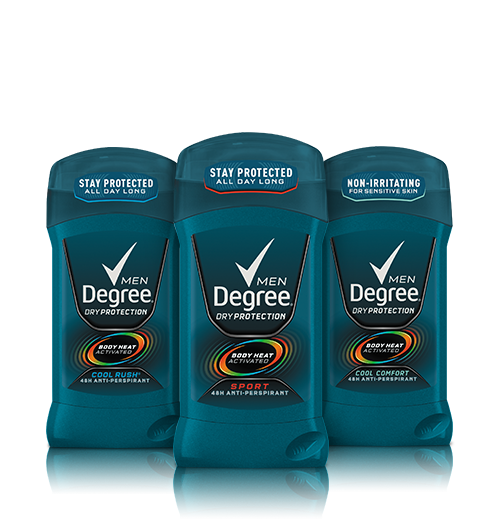 STAY PROTECTED
ALL DAY LONG
MEN
Degree®
DRY PROTECTION
BODY HEAT
ACTIVATED
COOL RUSH®
48H ANTI-PERSPIRANT
STAY PROTECTED
ALL DAY LONG
MEN
Degree®
DRY PROTECTION
BODY HEAT
ACTIVATED
SPORT
48H ANTI-PERSPIRANT
NON-IRRITATING
FOR SENSITIVE SKIN
MEN
Degree®
DRY PROTECTION
BODY HEAT
ACTIVATED
COOL COMFORT
48H ANTI-PERSPIRANT